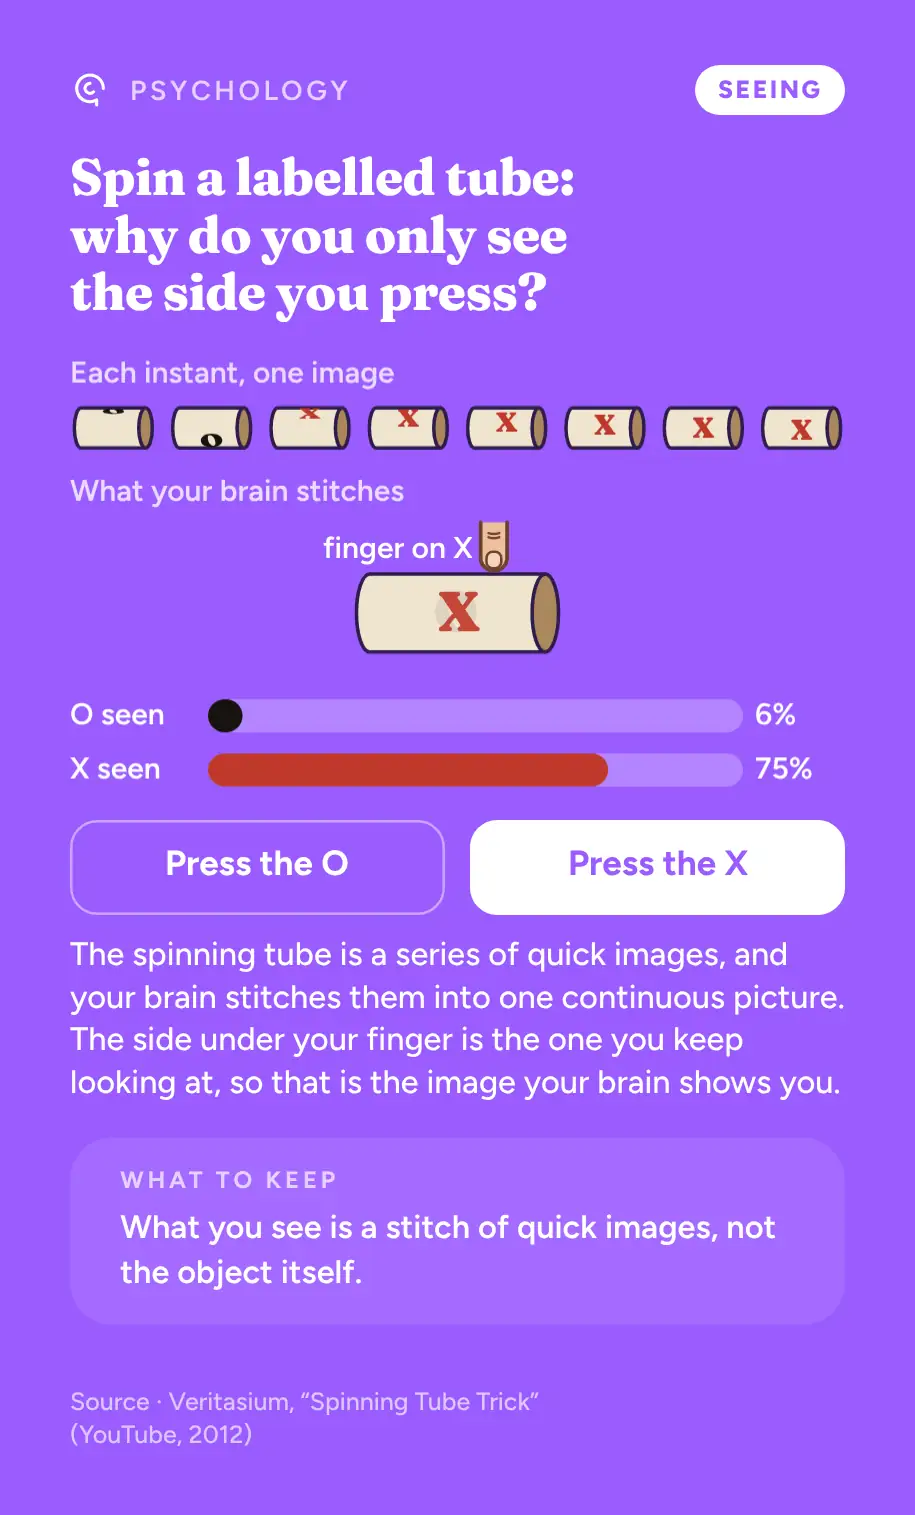 PSYCHOLOGY
SEEING
Spin a labelled tube:
why do you only see
the side you press?
Each instant, one image
O O X X X X X X
What your brain stitches
finger on X
X
O seen 6%
X seen 75%
Press the O
Press the X
The spinning tube is a series of quick images, and
your brain stitches them into one continuous picture.
The side under your finger is the one you keep
looking at, so that is the image your brain shows you.
WHAT TO KEEP
What you see is a stitch of quick images, not
the object itself.
Source · Veritasium, “Spinning Tube Trick”
(YouTube, 2012)